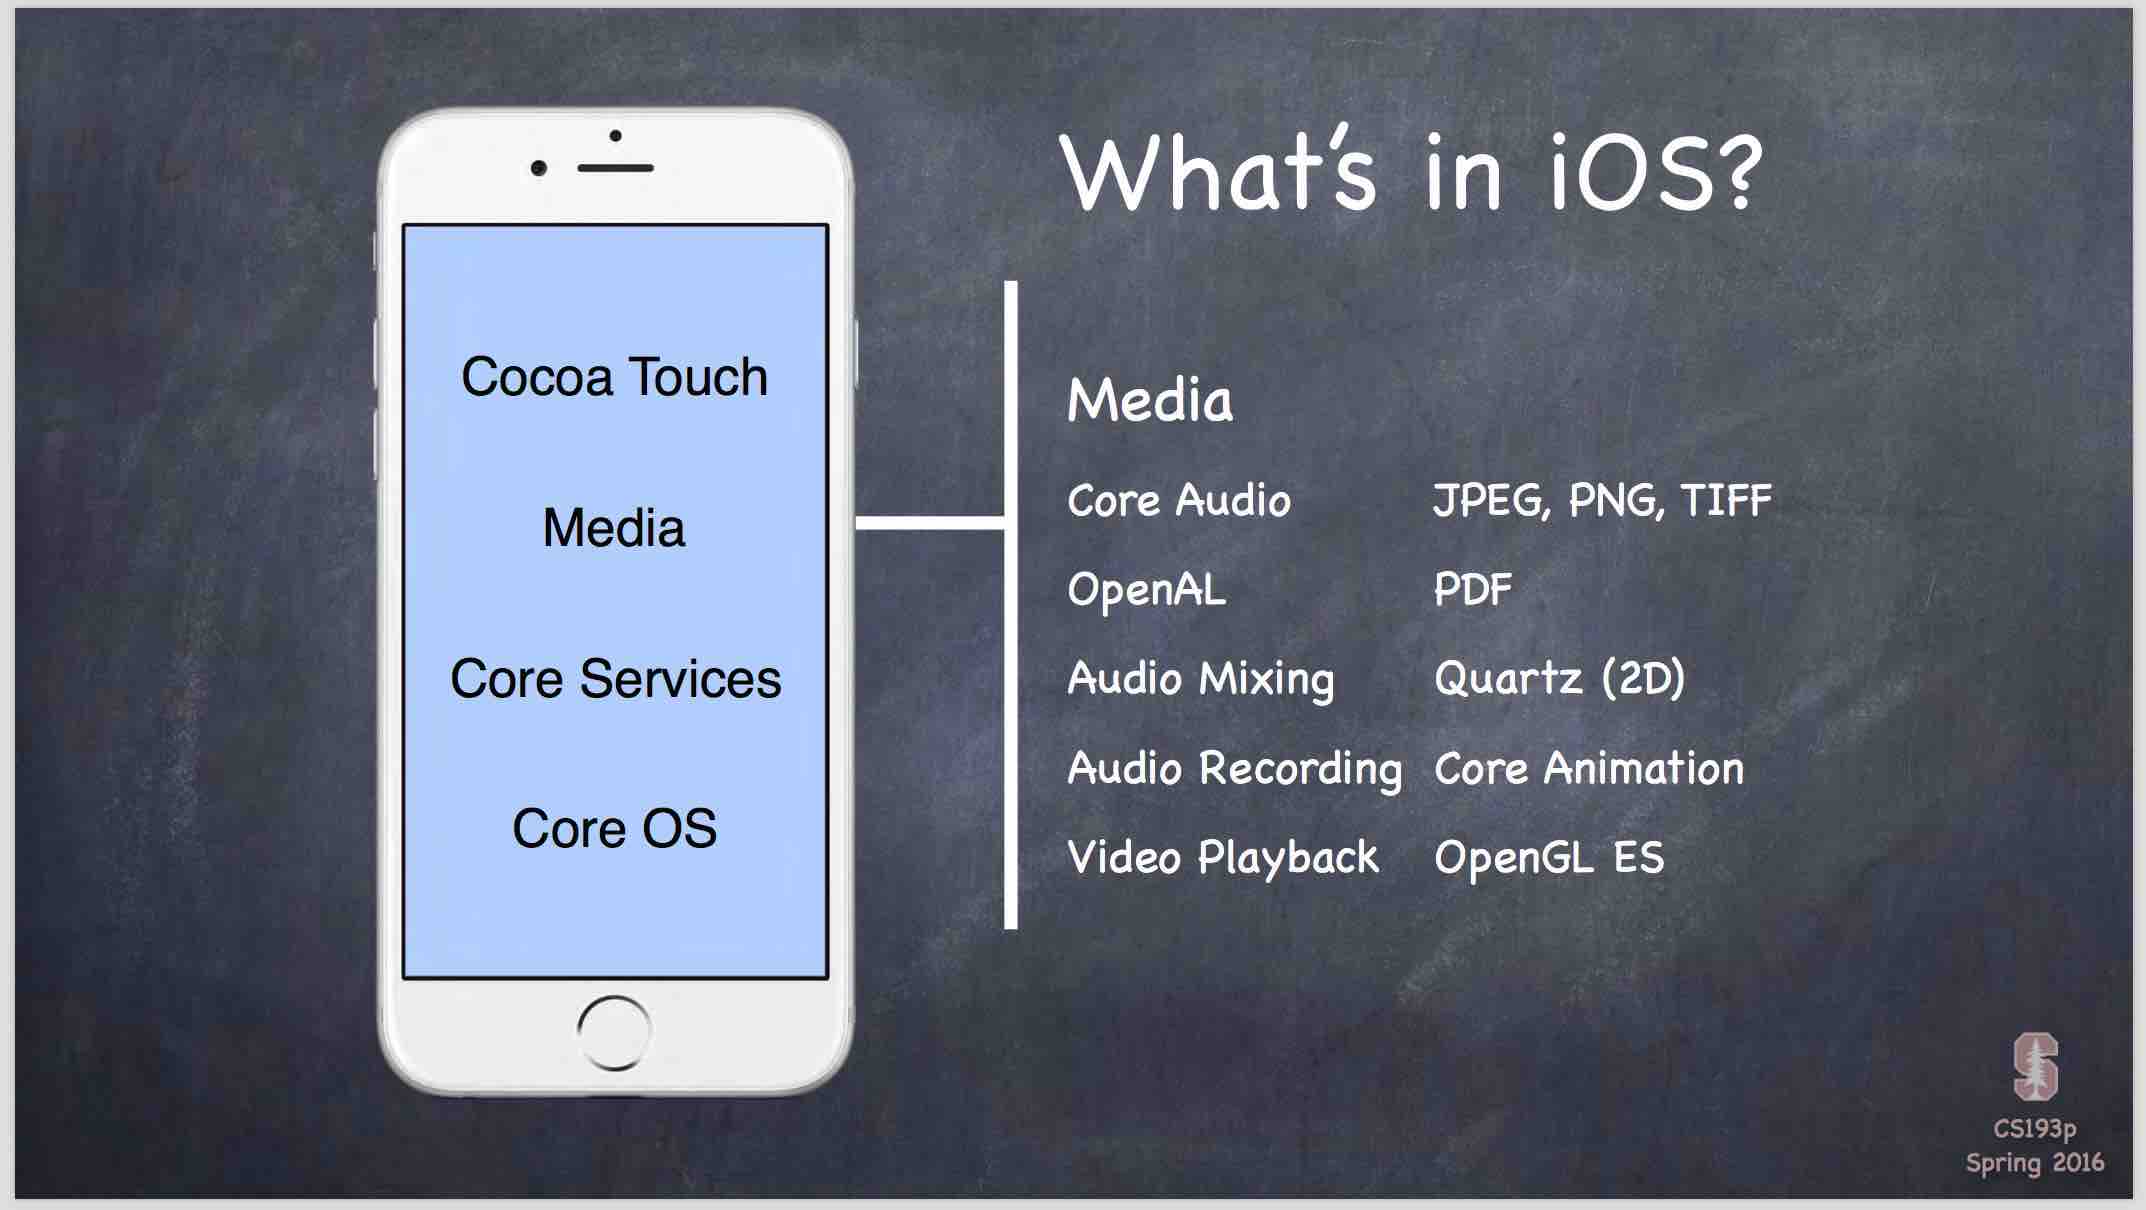 What's in iOS?
Cocoa Touch
Media
Core Services
Core OS
Media
Core Audio
OpenAL
Audio Mixing
Audio Recording
Video Playback
JPEG, PNG, TIFF
PDF
Quartz (2D)
Core Animation
OpenGL ES
S
CS193p
Spring 2016